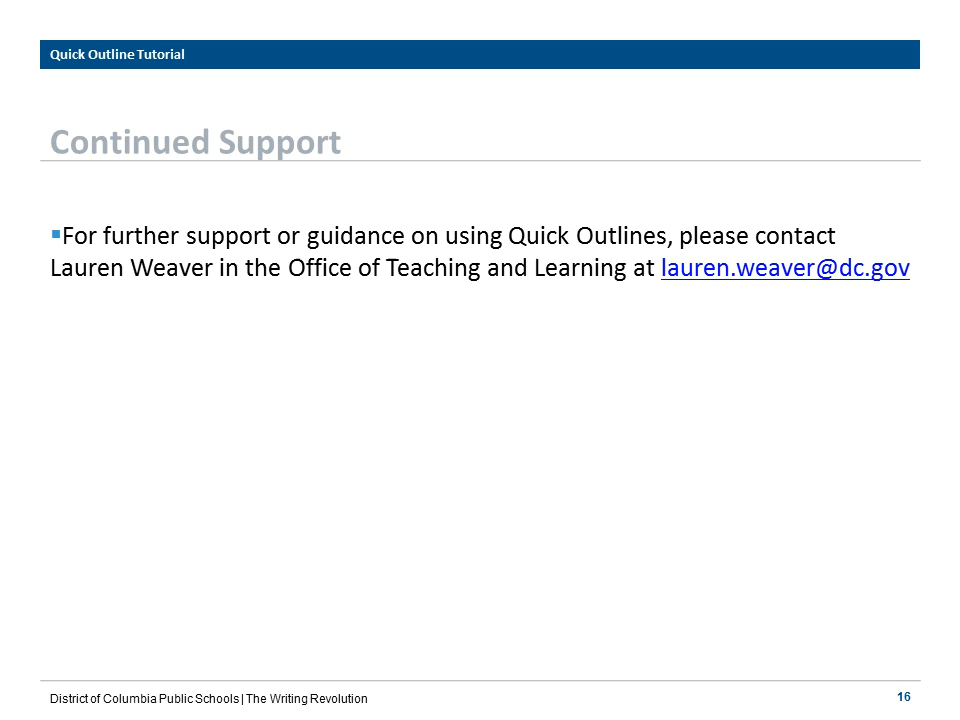 Quick Outline Tutorial
Continued Support
▪For further support or guidance on using Quick Outlines, please contact
Lauren Weaver in the Office of Teaching and Learning at lauren.weaver@dc.gov
District of Columbia Public Schools | The Writing Revolution
16